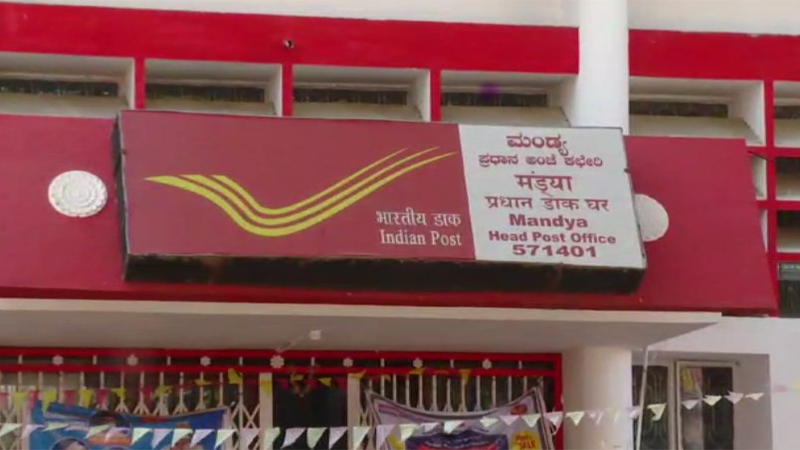 भारतीय डाक
Indian Post
ಮಂಡ್ಯ
ಪ್ರಧಾನ ಅಂಚೆ ಕಛೇರಿ
मंड्या
प्रधान डाक घर
Mandya
Head Post Office
571401